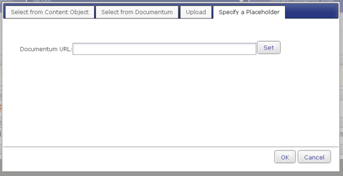 Select from Content Object Select from Documentum Upload Specify a Placeholder
Documentum URL: Set
OK Cancel